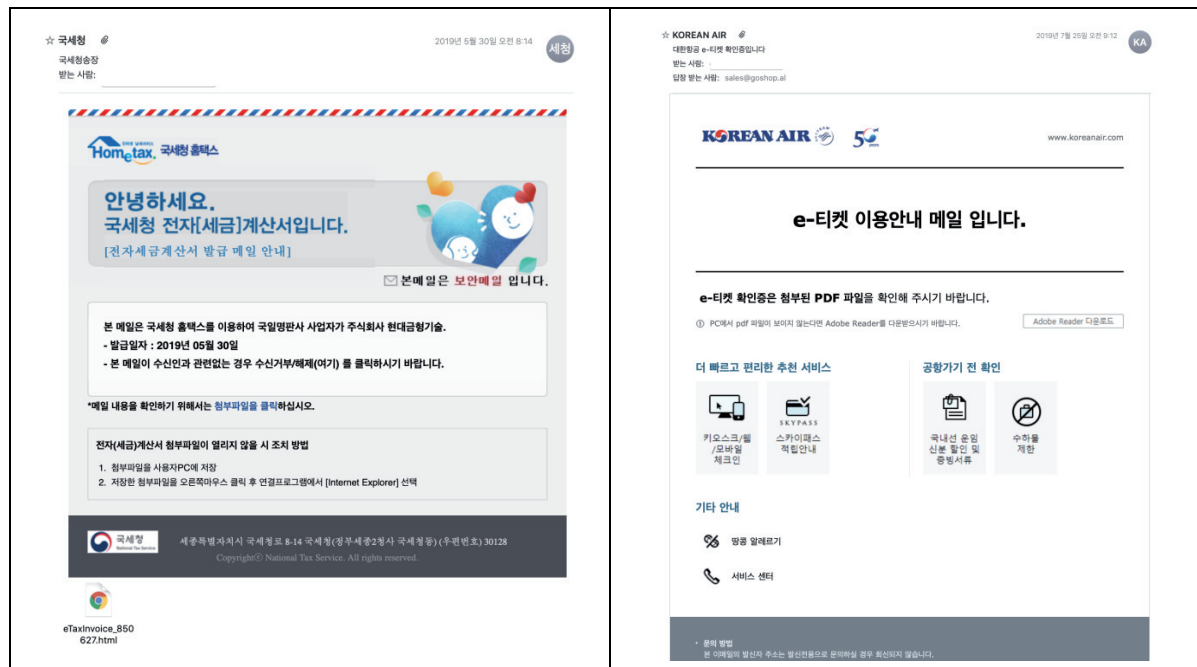 ☆ 국세청
2019년 5월 30일 오전 8:14
세청
국세청송장
받는 사람:
Hometax. 국세청 홈택스
안녕하세요.
국세청 전자[세금]계산서입니다.
[전자세금계산서 발급 메일 안내]
본메일은 보안메일 입니다.
본 메일은 국세청 홈택스를 이용하여 국일명판사 사업자가 주식회사 현대금형기술.
- 발급일자 : 2019년 05월 30일
- 본 메일이 수신인과 관련없는 경우 수신거부/해제(여기) 를 클릭하시기 바랍니다.
*메일 내용을 확인하기 위해서는 첨부파일을 클릭하십시오.
전자(세금)계산서 첨부파일이 열리지 않을 시 조치 방법
1. 첨부파일을 사용자PC에 저장
2. 저장한 첨부파일을 오른쪽마우스 클릭 후 연결프로그램에서 [Internet Explorer] 선택
국세청
National Tax Service
세종특별자치시 국세청로 8-14 국세청(정부세종2청사 국세청동) (우편번호) 30128
Copyrightⓒ National Tax Service. All rights reserved.
eTaxInvoice_850
627.html
☆ KOREAN AIR
2019년 7월 25일 오전 9:12
KA
대한항공 e-티켓 확인증입니다
받는 사람:
답장 받는 사람: sales@goshop.al
KOREAN AIR
50
www.koreanair.com
e-티켓 이용안내 메일 입니다.
e-티켓 확인증은 첨부된 PDF 파일을 확인해 주시기 바랍니다.
ⓘ PC에서 pdf 파일이 보이지 않는다면 Adobe Reader를 다운받으시기 바랍니다.
Adobe Reader 다운로드
더 빠르고 편리한 추천 서비스
키오스크/웹
/모바일
체크인
SKYPASS
스카이패스
적립안내
공항가기 전 확인
국내선 운임
신분 할인 및
증빙서류
수하물
제한
기타 안내
땅콩 알레르기
서비스 센터
· 문의 방법
본 이메일의 발신자 주소는 발신전용으로 문의하실 경우 회신되지 않습니다.